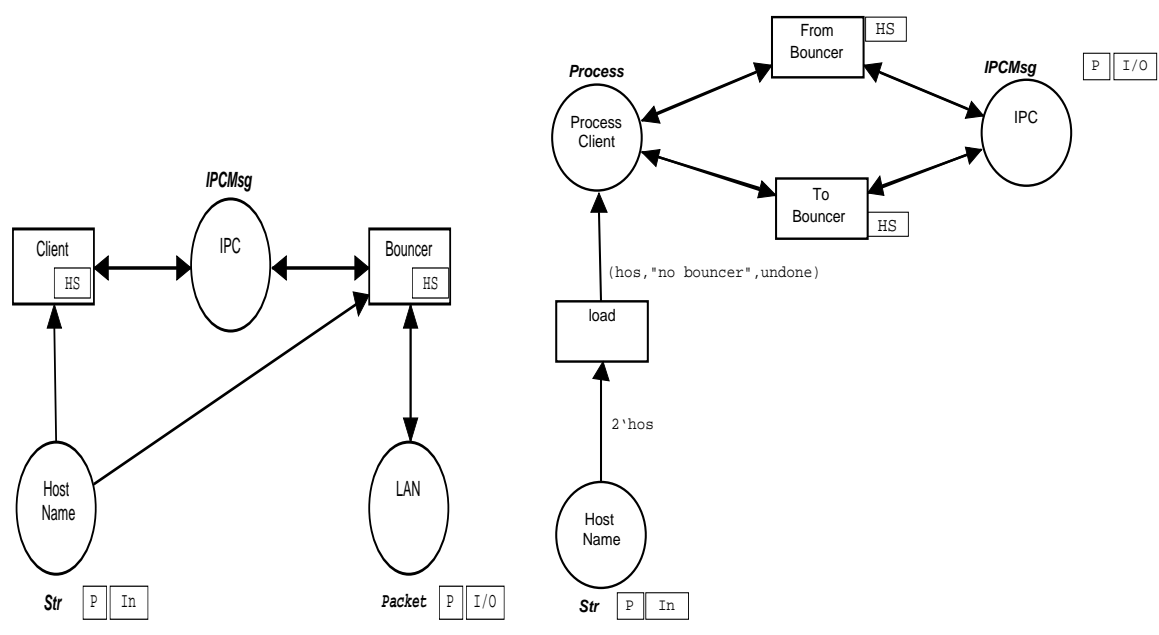 IPCMsg
Client
HS
IPC
Bouncer
HS
Host
Name
LAN
Str
P
In
Packet
P
I/O
From
Bouncer
HS
Process
IPCMsg
P
I/O
Process
Client
IPC
To
Bouncer
HS
(hos,"no bouncer",undone)
load
2‘hos
Host
Name
Str
P
In